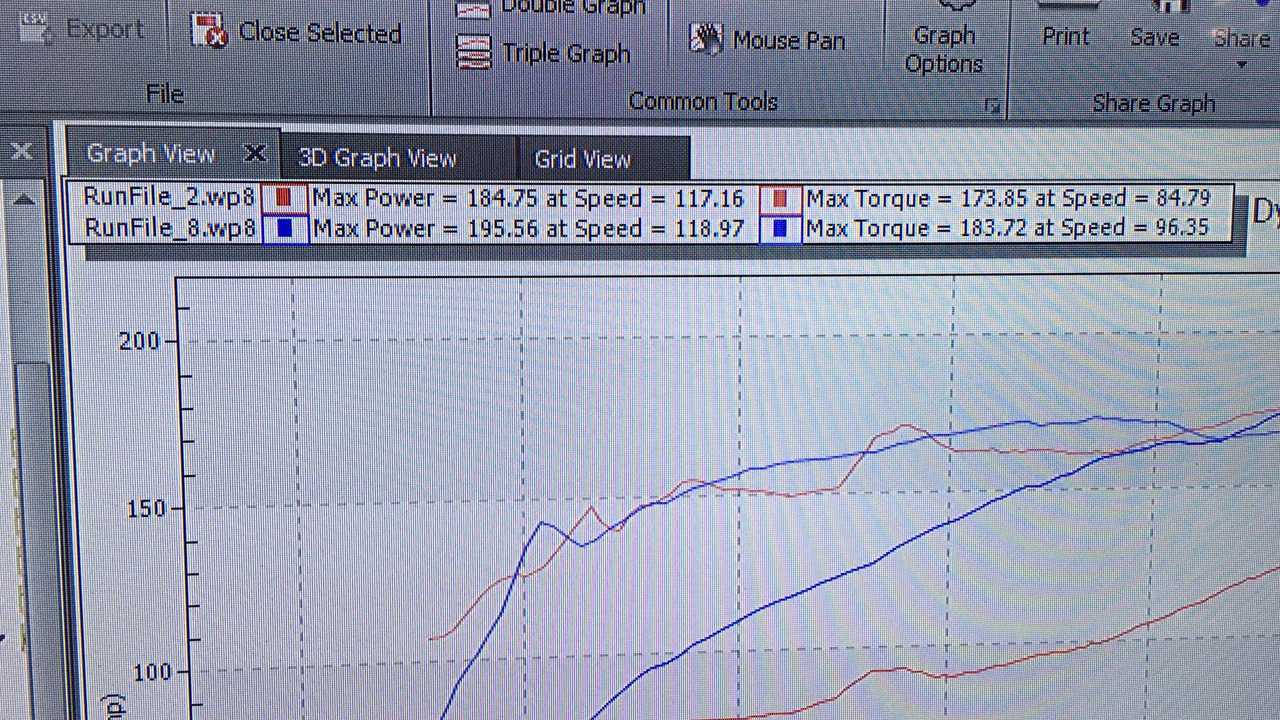 Export
Close Selected
Double Graph
Triple Graph
Mouse Pan
Graph
Options
Print
Save
Share
File
Common Tools
Share Graph
Graph View
3D Graph View
Grid View
RunFile_2.wp8 Max Power = 184.75 at Speed = 117.16 Max Torque = 173.85 at Speed = 84.79
RunFile_8.wp8 Max Power = 195.56 at Speed = 118.97 Max Torque = 183.72 at Speed = 96.35
200
150
100